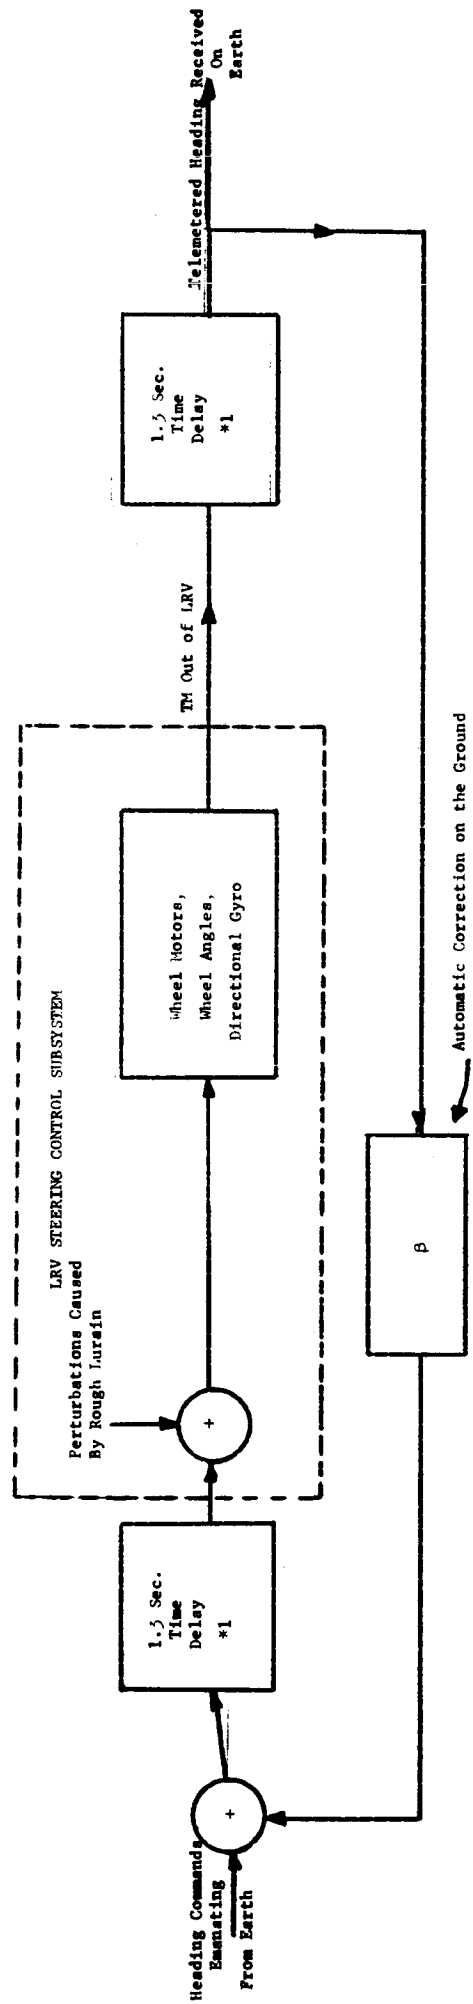 Heading Commands
Emanating
From Earth
+
1.3 Sec.
Time
Delay
*1
LRV STEERING CONTROL SUBSYSTEM
Perturbations Caused
By Rough Lurain
+
Wheel Motors,
Wheel Angles,
Directional Gyro
TM Out of LRV
1.3 Sec.
Time
Delay
*1
Telemetered Heading Received
On
Earth
β
Automatic Correction on the Ground